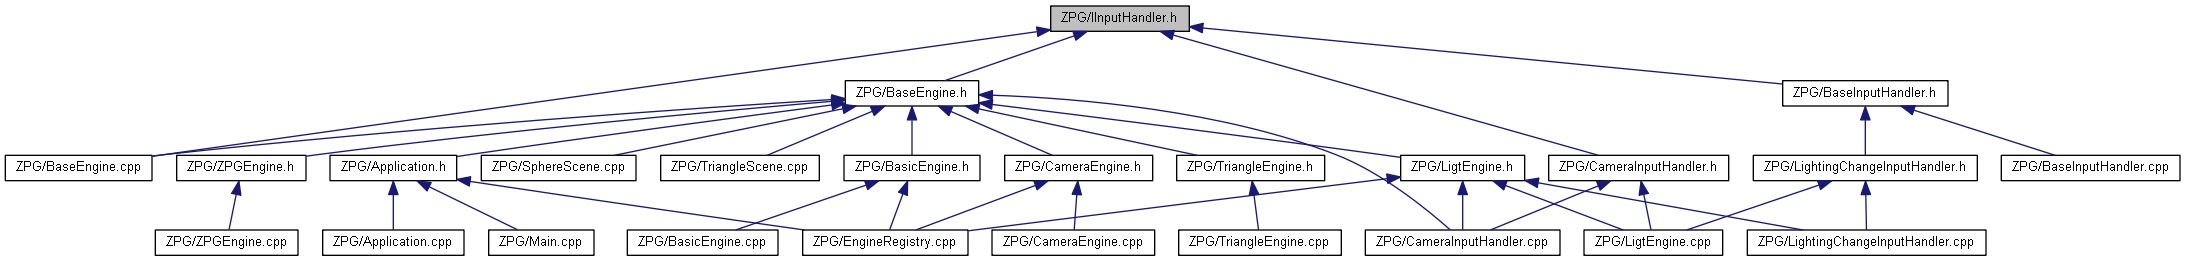 ZPG/IInputHandler.h
ZPG/BaseEngine.h
ZPG/BaseInputHandler.h
ZPG/BaseEngine.cpp
ZPG/ZPGEngine.h
ZPG/Application.h
ZPG/SphereScene.cpp
ZPG/TriangleScene.cpp
ZPG/BasicEngine.h
ZPG/CameraEngine.h
ZPG/TriangleEngine.h
ZPG/LigtEngine.h
ZPG/CameraInputHandler.h
ZPG/LightingChangeInputHandler.h
ZPG/BaseInputHandler.cpp
ZPG/ZPGEngine.cpp
ZPG/Application.cpp
ZPG/Main.cpp
ZPG/BasicEngine.cpp
ZPG/EngineRegistry.cpp
ZPG/CameraEngine.cpp
ZPG/TriangleEngine.cpp
ZPG/CameraInputHandler.cpp
ZPG/LigtEngine.cpp
ZPG/LightingChangeInputHandler.cpp